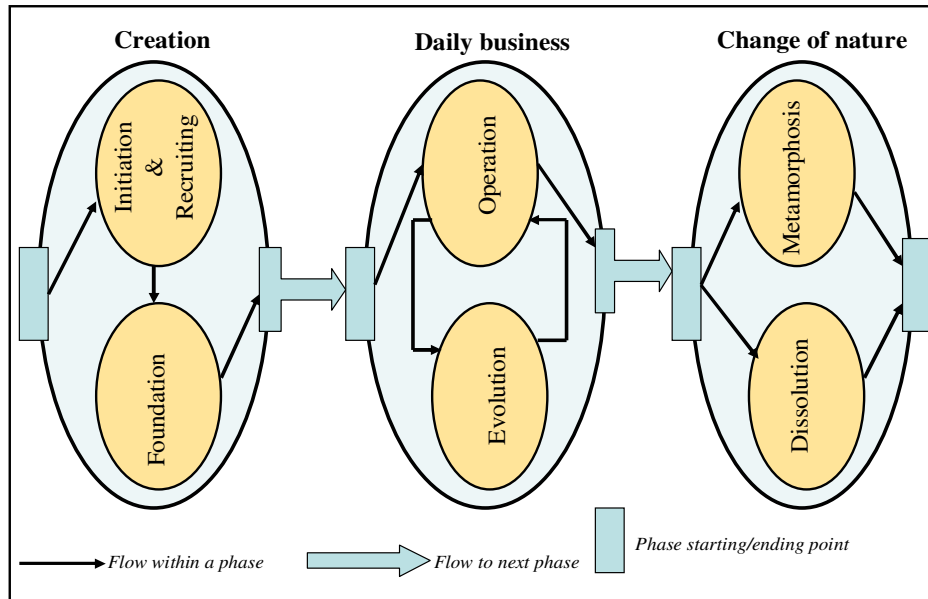 Creation
Daily business
Change of nature
Initiation
&
Recruiting
Foundation
Operation
Evolution
Metamorphosis
Dissolution
Flow within a phase
Flow to next phase
Phase starting/ending point